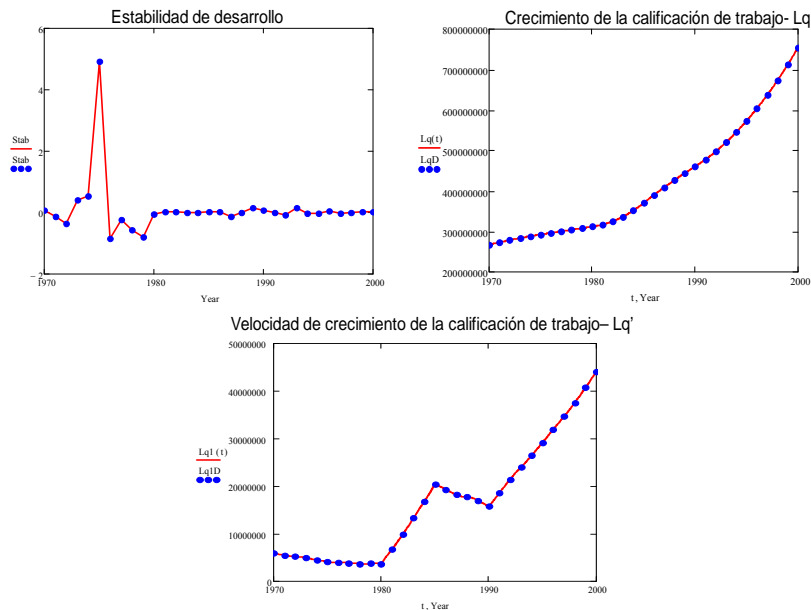 Estabilidad de desarrollo
6
4
2
0
−2
Stab
Stab
1970
1980
1990
2000
Year
Crecimiento de la calificación de trabajo- Lq
800000000
700000000
600000000
500000000
400000000
300000000
200000000
Lq(t)
LqD
1970
1980
1990
2000
t , Year
Velocidad de crecimiento de la calificación de trabajo– Lq’
50000000
40000000
30000000
20000000
10000000
0
Lq1 (t)
Lq1D
1970
1980
1990
2000
t , Year